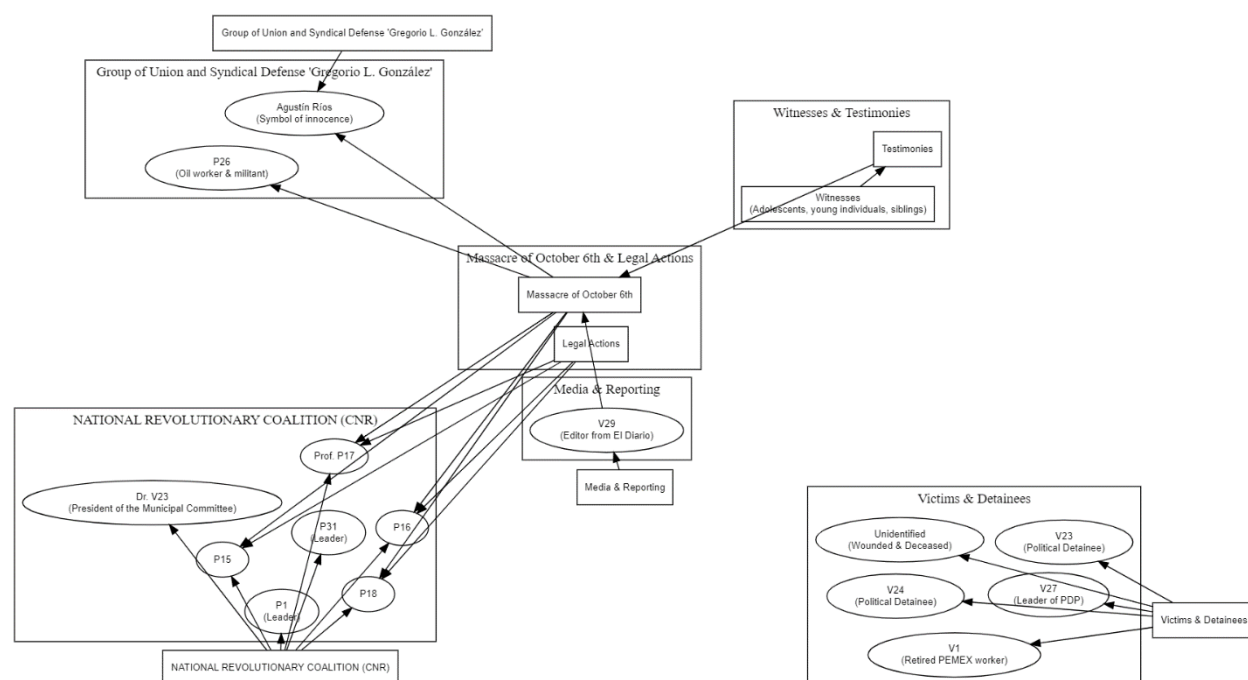 Group of Union and Syndical Defense 'Gregorio L. González'
Group of Union and Syndical Defense 'Gregorio L. González'
Agustín Ríos
(Symbol of innocence)
P26
(Oil worker & militant)
Witnesses & Testimonies
Testimonies
Witnesses
(Adolescents, young individuals, siblings)
Massacre of October 6th & Legal Actions
Massacre of October 6th
Legal Actions
Media & Reporting
V29
(Editor from El Diario)
Media & Reporting
NATIONAL REVOLUTIONARY COALITION (CNR)
Prof. P17
Dr. V23
(President of the Municipal Committee)
P31
(Leader)
P16
P15
P18
P1
(Leader)
NATIONAL REVOLUTIONARY COALITION (CNR)
Victims & Detainees
Unidentified
(Wounded & Deceased)
V23
(Political Detainee)
V24
(Political Detainee)
V27
(Leader of PDP)
Victims & Detainees
V1
(Retired PEMEX worker)